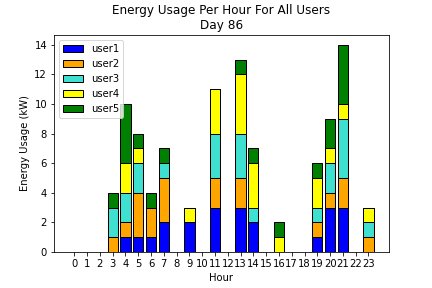 Energy Usage Per Hour For All Users
Day 86
user1
user2
user3
user4
user5
14
12
10
8
6
4
2
0
Energy Usage (kW)
0 1 2 3 4 5 6 7 8 9 10 11 12 13 14 15 16 17 18 19 20 21 22 23
Hour